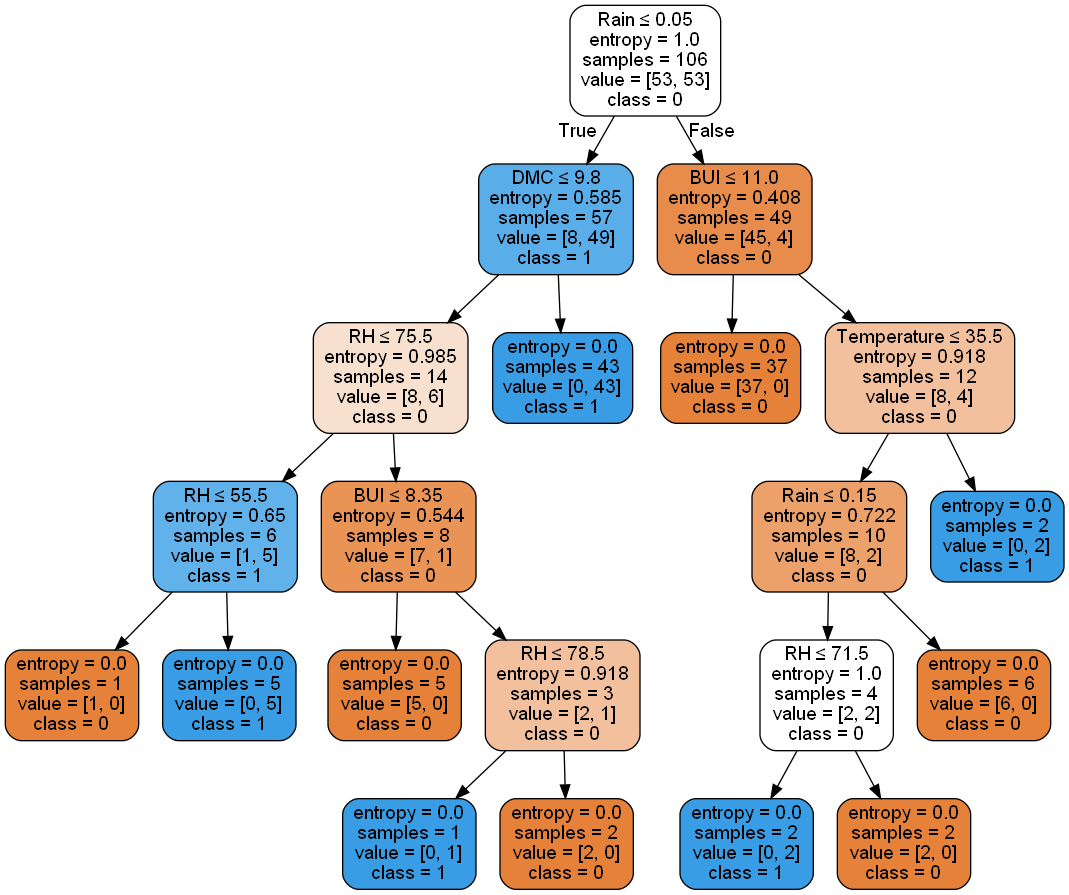 Rain ≤ 0.05
entropy = 1.0
samples = 106
value = [53, 53]
class = 0
True
False
DMC ≤ 9.8
entropy = 0.585
samples = 57
value = [8, 49]
class = 1
BUI ≤ 11.0
entropy = 0.408
samples = 49
value = [45, 4]
class = 0
RH ≤ 75.5
entropy = 0.985
samples = 14
value = [8, 6]
class = 0
entropy = 0.0
samples = 43
value = [0, 43]
class = 1
entropy = 0.0
samples = 37
value = [37, 0]
class = 0
Temperature ≤ 35.5
entropy = 0.918
samples = 12
value = [8, 4]
class = 0
RH ≤ 55.5
entropy = 0.65
samples = 6
value = [1, 5]
class = 1
BUI ≤ 8.35
entropy = 0.544
samples = 8
value = [7, 1]
class = 0
Rain ≤ 0.15
entropy = 0.722
samples = 10
value = [8, 2]
class = 0
entropy = 0.0
samples = 2
value = [0, 2]
class = 1
entropy = 0.0
samples = 1
value = [1, 0]
class = 0
entropy = 0.0
samples = 5
value = [0, 5]
class = 1
entropy = 0.0
samples = 5
value = [5, 0]
class = 0
RH ≤ 78.5
entropy = 0.918
samples = 3
value = [2, 1]
class = 0
RH ≤ 71.5
entropy = 1.0
samples = 4
value = [2, 2]
class = 0
entropy = 0.0
samples = 6
value = [6, 0]
class = 0
entropy = 0.0
samples = 1
value = [0, 1]
class = 1
entropy = 0.0
samples = 2
value = [2, 0]
class = 0
entropy = 0.0
samples = 2
value = [0, 2]
class = 1
entropy = 0.0
samples = 2
value = [2, 0]
class = 0